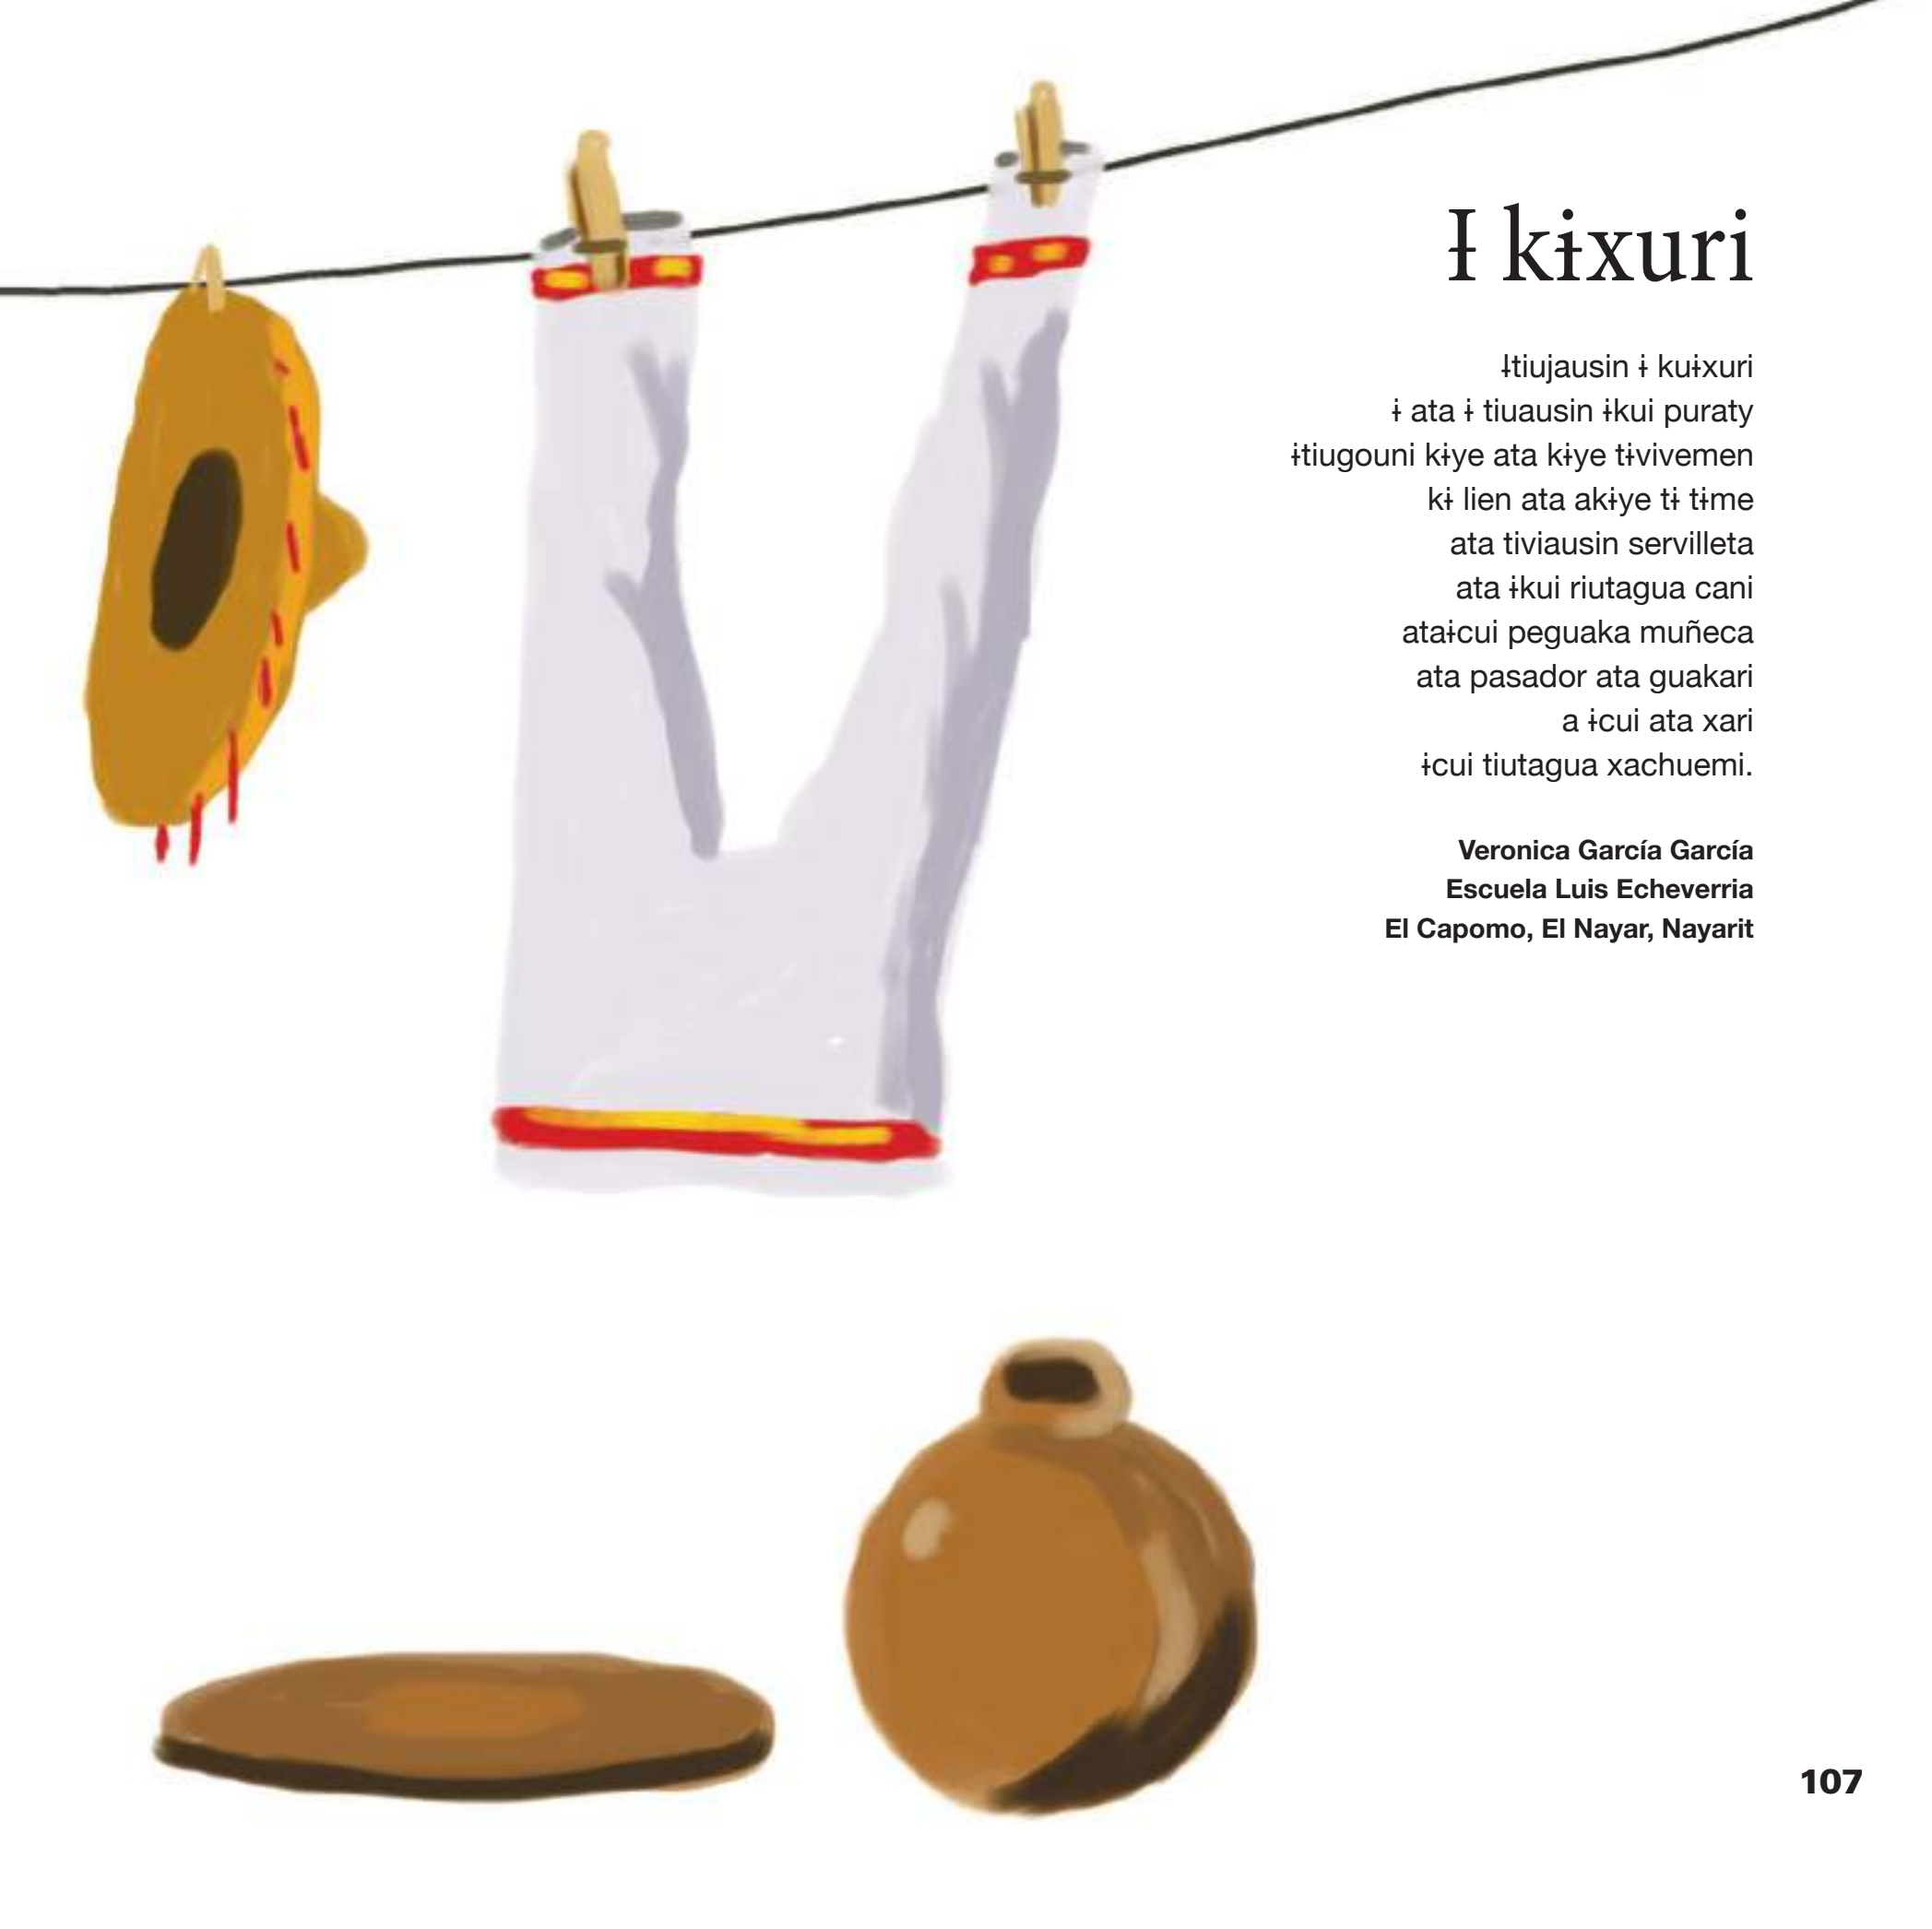 Ɨ kɨxuri
Ɨtiujausin ɨ kuɨxuri
ɨ ata ɨ tiuausin ɨkui puraty
ɨtiugouni kɨye ata kɨye tɨvivemen
kɨ lien ata akɨye tɨ tɨme
ata tiviausin servilleta
ata ɨkui riutagua cani
ataɨcui peguaka muñeca
ata pasador ata guakari
a ɨcui ata xari
ɨcui tiutagua xachuemi.
Veronica García García
Escuela Luis Echeverria
El Capomo, El Nayar, Nayarit
107